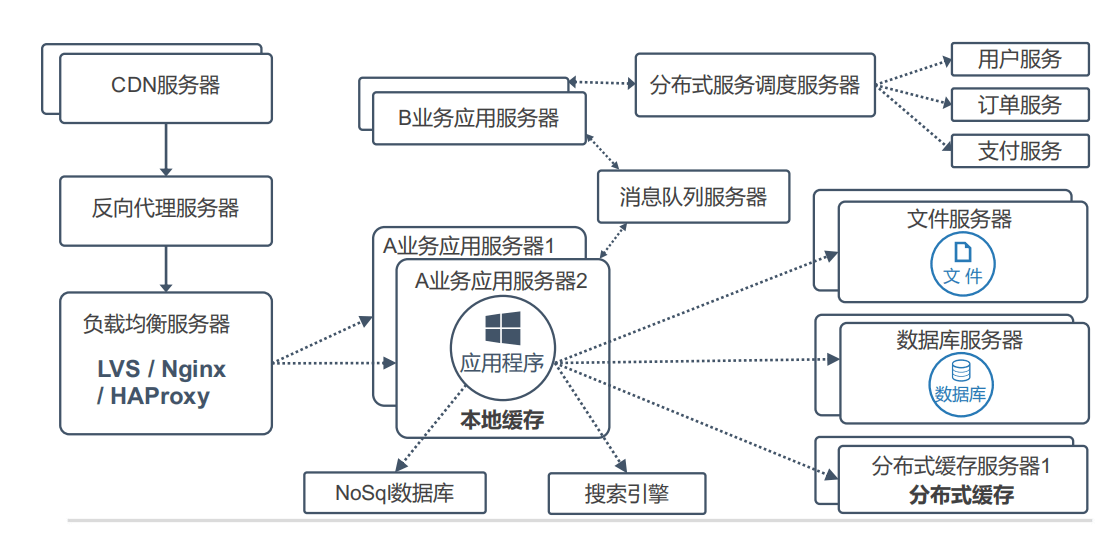 CDN服务器
反向代理服务器
负载均衡服务器
LVS / Nginx
/ HAProxy
B业务应用服务器
分布式服务调度服务器
用户服务
订单服务
支付服务
消息队列服务器
A业务应用服务器1
A业务应用服务器2
应用程序
本地缓存
文件服务器
文 件
数据库服务器
数据库
分布式缓存服务器1
分布式缓存
NoSql数据库
搜索引擎